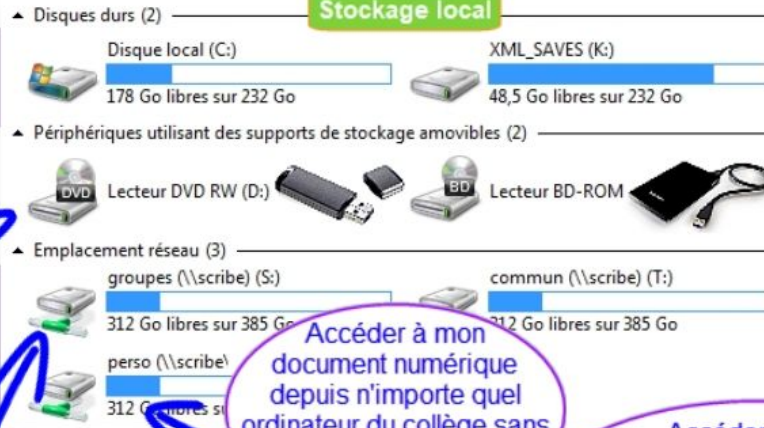 Stockage local
Disques durs (2)
Disque local (C:)
178 Go libres sur 232 Go
XML_SAVES (K:)
48,5 Go libres sur 232 Go
Périphériques utilisant des supports de stockage amovibles (2)
DVD
Lecteur DVD RW (D:)
BD
Lecteur BD-ROM
Emplacement réseau (3)
groupes (\\scribe) (S:)
312 Go libres sur 385 Go
commun (\\scribe) (T:)
312 Go libres sur 385 Go
perso (\\scribe\
312 Go libres su
Accéder à mon
document numérique
depuis n'importe quel
ordinateur du collège sans
Accéder